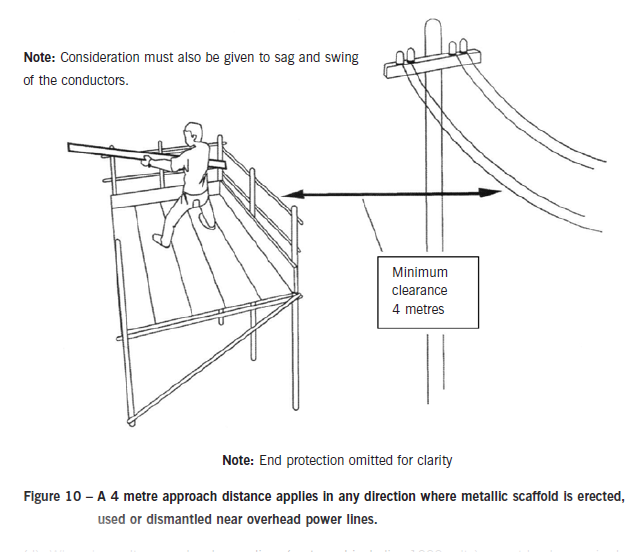 Note: Consideration must also be given to sag and swing
of the conductors.
Minimum
clearance
4 metres
Note: End protection omitted for clarity
Figure 10 – A 4 metre approach distance applies in any direction where metallic scaffold is erected,
used or dismantled near overhead power lines.